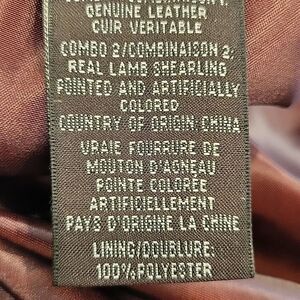 GENUINE LEATHER
CUIR VERITABLE
COMBO 2/COMBINAISON 2:
REAL LAMB SHEARLING
POINTED AND ARTIFICIALLY
COLORED
COUNTRY OF ORIGIN: CHINA
VRAIE FOURRURE DE
MOUTON D'AGNEAU
POINTE COLORÉE
ARTIFICIELLEMENT
PAYS D'ORIGINE LA CHINE
LINING/DOUBLURE:
100% POLYESTER